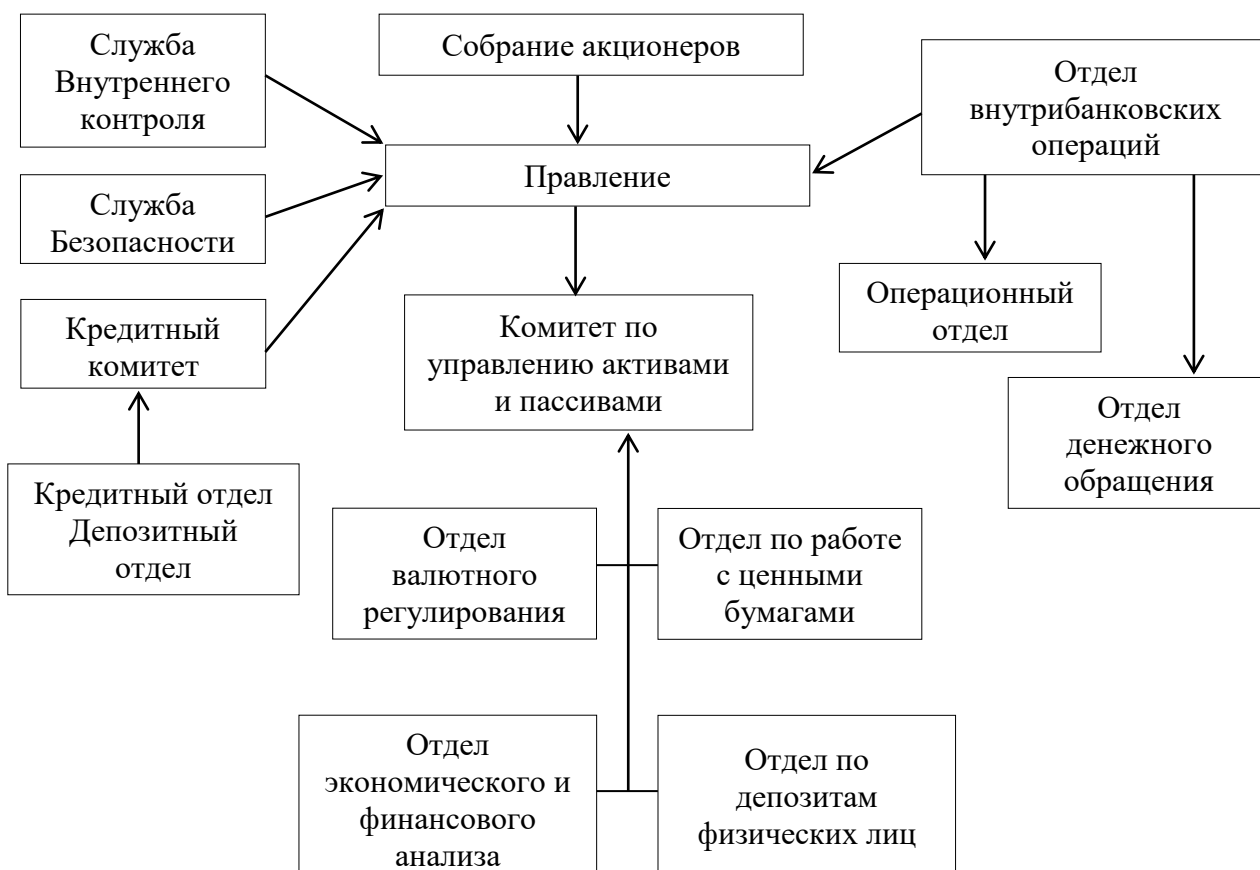 Служба
Внутреннего
контроля
Собрание акционеров
Отдел
внутрибанковских
операций
Правление
Служба
Безопасности
Операционный
отдел
Кредитный
комитет
Комитет по
управлению активами
и пассивами
Отдел
денежного
обращения
Кредитный отдел
Депозитный
отдел
Отдел
валютного
регулирования
Отдел по работе
с ценными
бумагами
Отдел
экономического и
финансового
анализа
Отдел по
депозитам
физических лиц